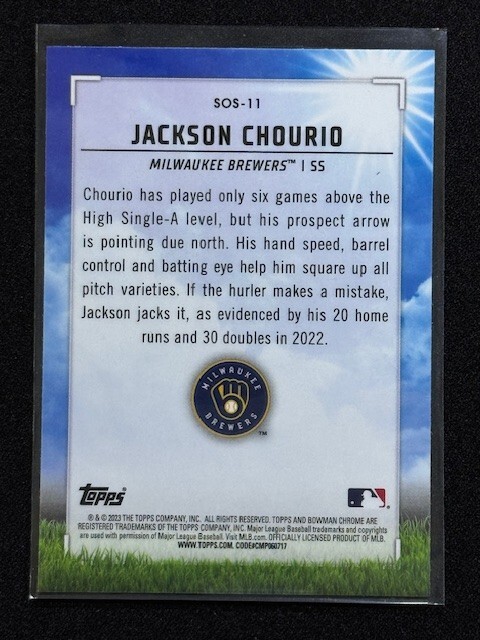 SOS-11
JACKSON CHOURIO
MILWAUKEE BREWERS™ | SS
Chourio has played only six games above the
High Single-A level, but his prospect arrow
is pointing due north. His hand speed, barrel
control and batting eye help him square up all
pitch varieties. If the hurler makes a mistake,
Jackson jacks it, as evidenced by his 20 home
runs and 30 doubles in 2022.
MILWAUKEE
BREWERS
™
Topps®
® & © 2023 THE TOPPS COMPANY, INC. ALL RIGHTS RESERVED. TOPPS AND BOWMAN CHROME ARE
REGISTERED TRADEMARKS OF THE TOPPS COMPANY, INC. Major League Baseball trademarks and copyrights
are used with permission of Major League Baseball. Visit MLB.com. OFFICIALLY LICENSED PRODUCT OF MLB.
WWW.TOPPS.COM. CODE#CMP060717